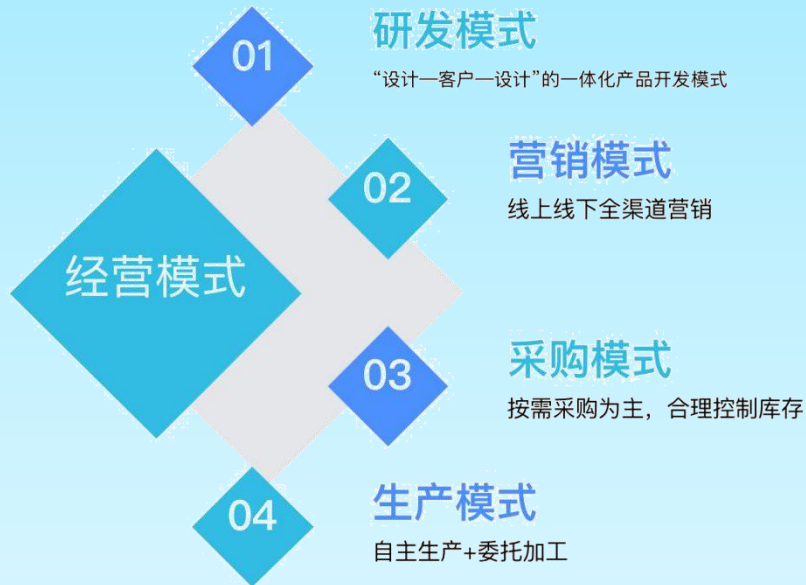 01
研发模式
“设计—客户—设计”的一体化产品开发模式
02
营销模式
线上线下全渠道营销
经营模式
03
采购模式
按需采购为主，合理控制库存
04
生产模式
自主生产+委托加工